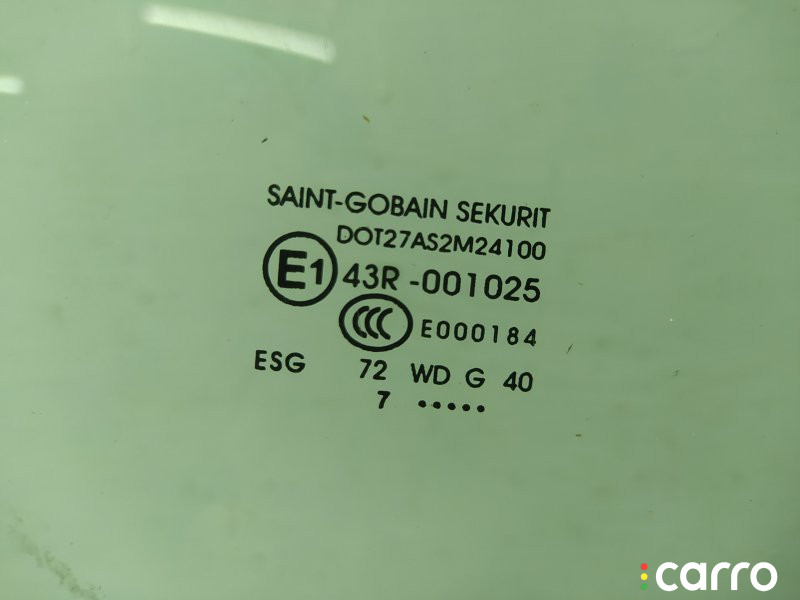 SAINT-GOBAIN SEKURIT
DOT27AS2M24100
E1 43R -001025
CCC E000184
ESG 72 WD G 40
7 •••••
carro